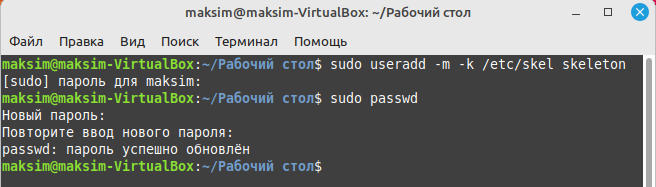 maksim@maksim-VirtualBox: ~/Рабочий стол
Файл Правка Вид Поиск Терминал Помощь
maksim@maksim-VirtualBox:~/Рабочий стол$ sudo useradd -m -k /etc/skel skeleton
[sudo] пароль для maksim:
maksim@maksim-VirtualBox:~/Рабочий стол$ sudo passwd
Новый пароль:
Повторите ввод нового пароля:
passwd: пароль успешно обновлён
maksim@maksim-VirtualBox:~/Рабочий стол$